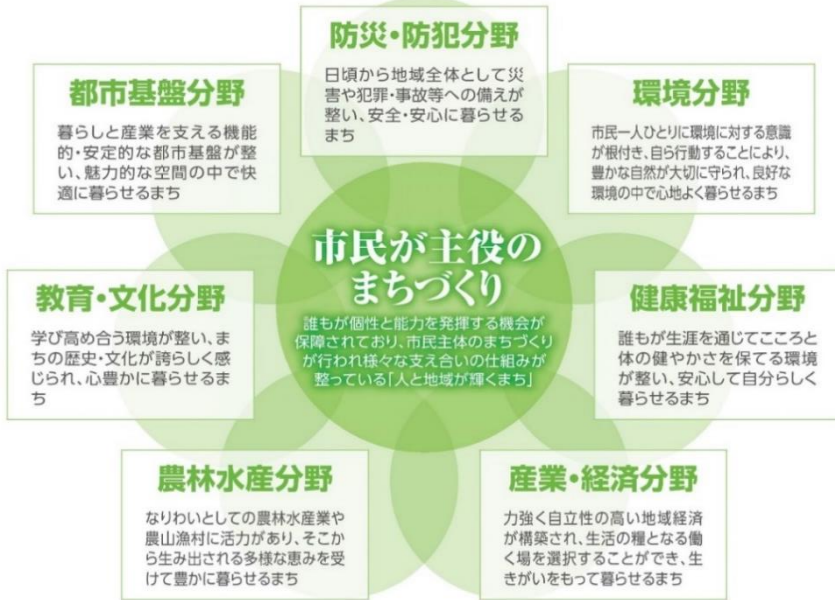 防災・防犯分野
日頃から地域全体として災
害や犯罪・事故等への備えが
整い、安全・安心に暮らせる
まち
都市基盤分野
暮らしと産業を支える機能
的・安定的な都市基盤が整
い、魅力的な空間の中で快
適に暮らせるまち
環境分野
市民一人ひとりに環境に対する意識
が根付き、自ら行動することにより、
豊かな自然が大切に守られ、良好な
環境の中で心地よく暮らせるまち
市民が主役の
まちづくり
誰もが個性と能力を発揮する機会が
保障されており、市民主体のまちづくり
が行われ様々な支え合いの仕組みが
整っている「人と地域が輝くまち」
教育・文化分野
学び高め合う環境が整い、ま
ちの歴史・文化が誇らしく感
じられ、心豊かに暮らせるま
ち
健康福祉分野
誰もが生涯を通じてこころと
体の健やかさを保てる環境
が整い、安心して自分らしく
暮らせるまち
農林水産分野
なりわいとしての農林水産業や
農山漁村に活力があり、そこか
ら生み出される多様な恵みを受
けて豊かに暮らせるまち
産業・経済分野
力強く自立性の高い地域経済
が構築され、生活の糧となる働
く場を選択することができ、生
きがいをもって暮らせるまち